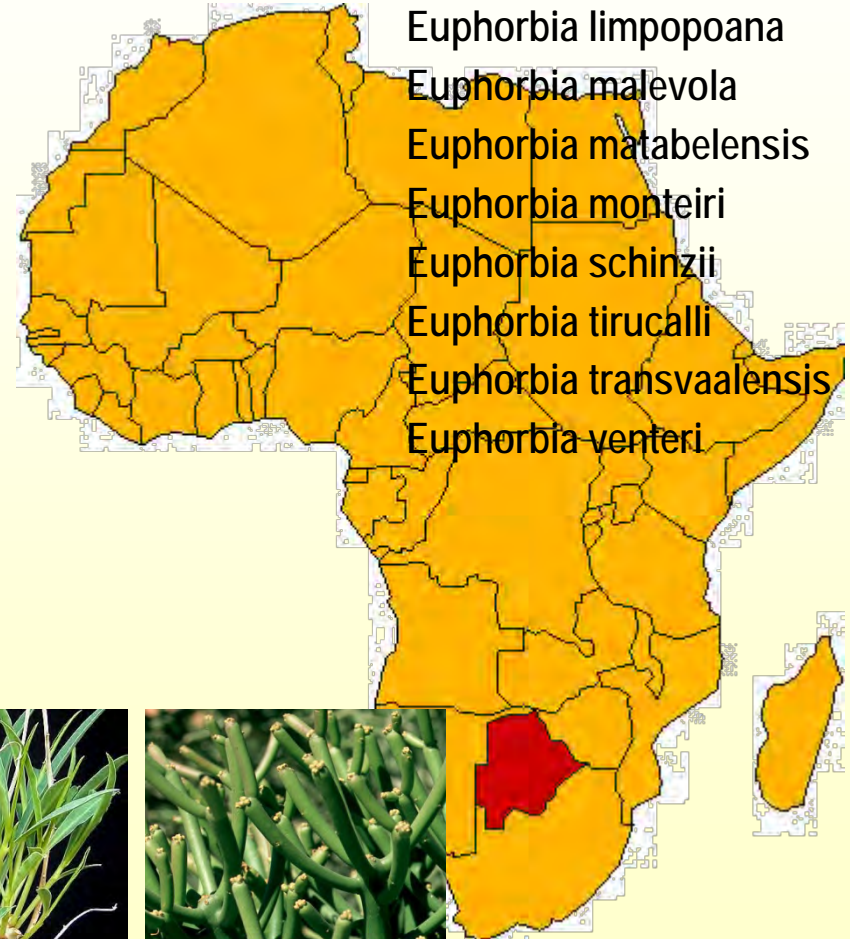 Euphorbia limpopoana
Euphorbia malevola
Euphorbia matabelensis
Euphorbia monteiri
Euphorbia schinzii
Euphorbia tirucalli
Euphorbia transvaalensis
Euphorbia venteri